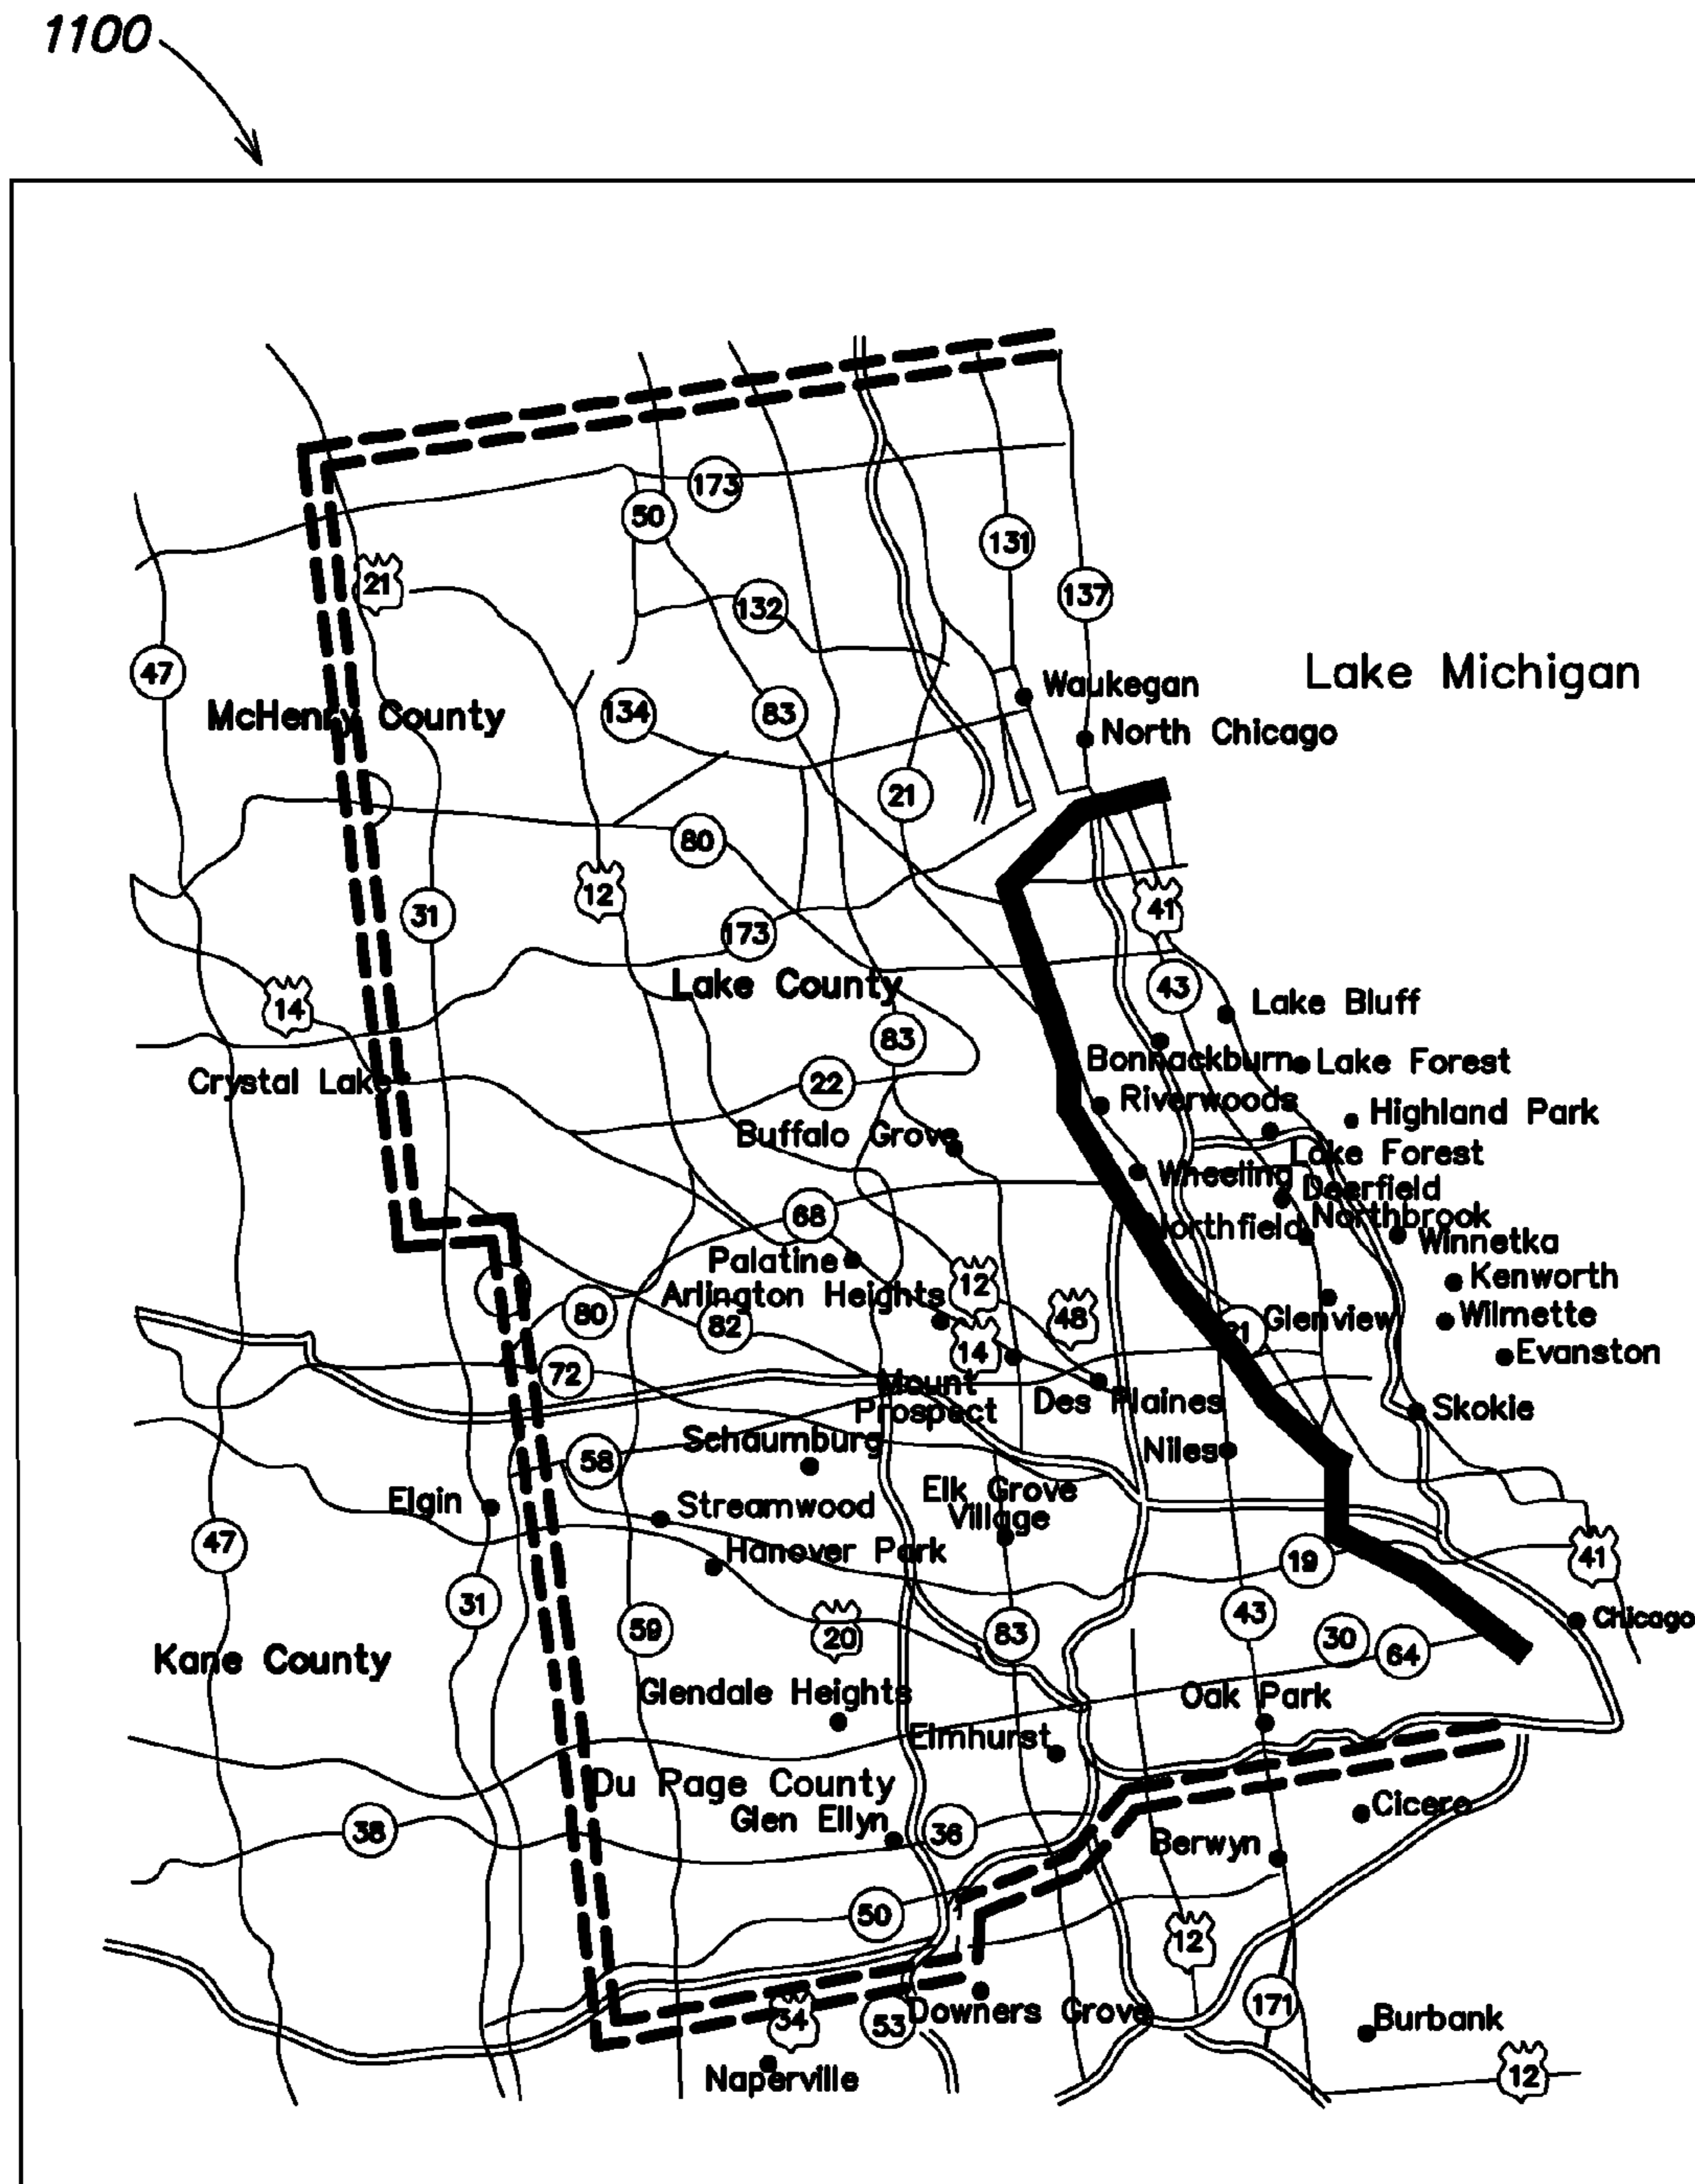 1100
173
50
131
21
132
137
47
Lake Michigan
Waukegan
McHenry County
134
83
North Chicago
21
80
12
31
41
173
Lake County
43
14
Lake Bluff
83
Bonnackburn
Lake Forest
Crystal Lake
22
Riverwoods
Highland Park
Buffalo Grove
Lake Forest
Wheeling
Deerfield
68
Northfield
Northbrook
Winnetka
Palatine
12
Kenworth
Arlington Heights
80
82
48
Glenview
Wilmette
14
Evanston
72
Mount
Prospect
Des Plaines
Skokie
Schaumburg
Niles
58
Elk Grove
Village
Elgin
Streamwood
47
Hanover Park
19
41
31
59
20
83
43
30
64
Chicago
Kane County
Glendale Heights
Oak Park
Elmhurst
Du Page County
Glen Ellyn
38
36
Cicero
Berwyn
50
12
34
53
Downers Grove
171
Burbank
Naperville
12